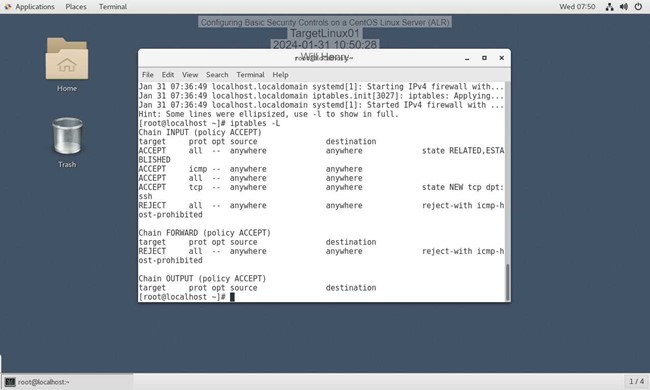 Applications Places Terminal Wed 07:50
Configuring Basic Security Controls on a CentOS Linux Server (ALR)
TargetLinux01
2024-01-31 10:50:28
Will Henry
root@localhost:~
File Edit View Search Terminal Help
Jan 31 07:36:49 localhost.localdomain systemd[1]: Starting IPv4 firewall with...
Jan 31 07:36:49 localhost.localdomain iptables.init[3027]: iptables: Applying...
Jan 31 07:36:49 localhost.localdomain systemd[1]: Started IPv4 firewall with ...
Hint: Some lines were ellipsized, use -l to show in full.
[root@localhost ~]# iptables -L
Chain INPUT (policy ACCEPT)
target prot opt source destination
ACCEPT all -- anywhere anywhere state RELATED,ESTA
BLISHED
ACCEPT icmp -- anywhere anywhere
ACCEPT all -- anywhere anywhere
ACCEPT tcp -- anywhere anywhere state NEW tcp dpt:
ssh
REJECT all -- anywhere anywhere reject-with icmp-h
ost-prohibited
Chain FORWARD (policy ACCEPT)
target prot opt source destination
REJECT all -- anywhere anywhere reject-with icmp-h
ost-prohibited
Chain OUTPUT (policy ACCEPT)
target prot opt source destination
[root@localhost ~]#
Home
Trash
root@localhost:~
1 / 4